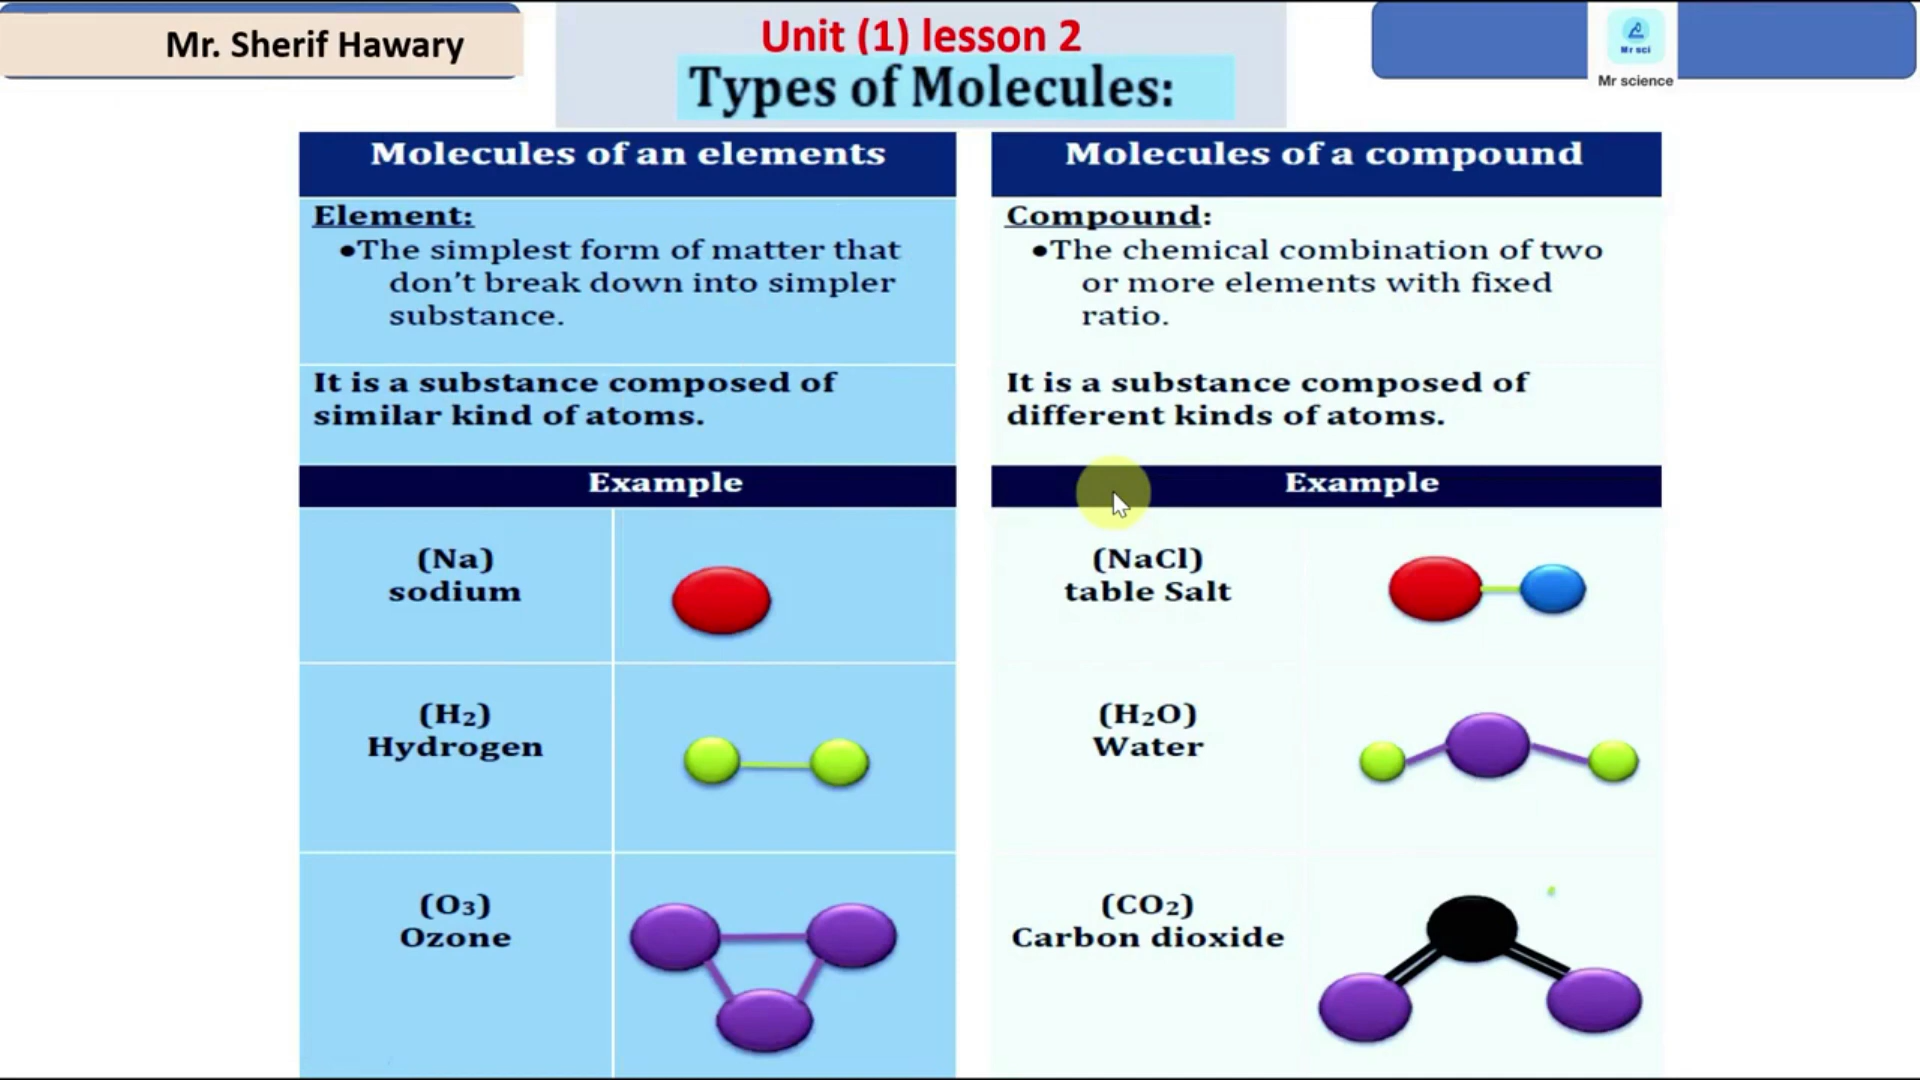 Mr. Sherif Hawary
Unit (1) lesson 2
Types of Molecules:
Mr sci
Mr science
Molecules of an elements
Element:
•The simplest form of matter that
don't break down into simpler
substance.
It is a substance composed of
similar kind of atoms.
Example
(Na)
sodium
(H₂)
Hydrogen
(O₃)
Ozone
Molecules of a compound
Compound:
•The chemical combination of two
or more elements with fixed
ratio.
It is a substance composed of
different kinds of atoms.
Example
(NaCl)
table Salt
(H₂O)
Water
(CO₂)
Carbon dioxide